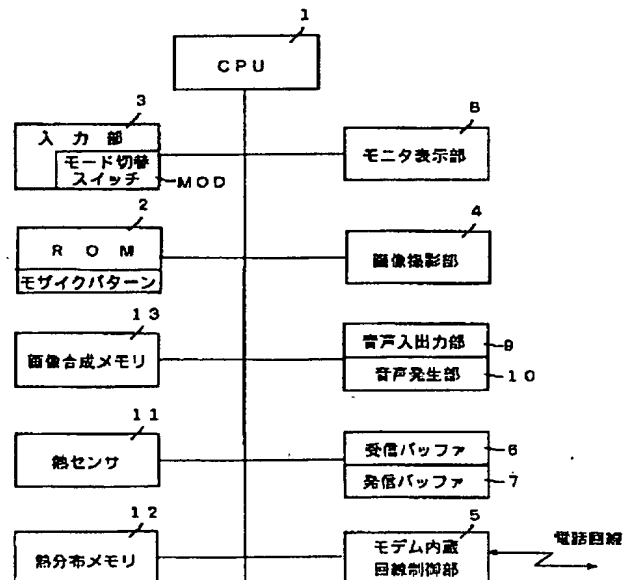 1
CPU
3
入力部
モード切替
スイッチ
MOD
8
モニタ表示部
2
ROM
モザイクパターン
4
画像撮影部
13
画像合成メモリ
音声入出力部
9
音声発生部
10
11
熱センサ
受信バッファ
6
発信バッファ
7
12
熱分布メモリ
5
モデム内蔵
回線制御部
電話回線